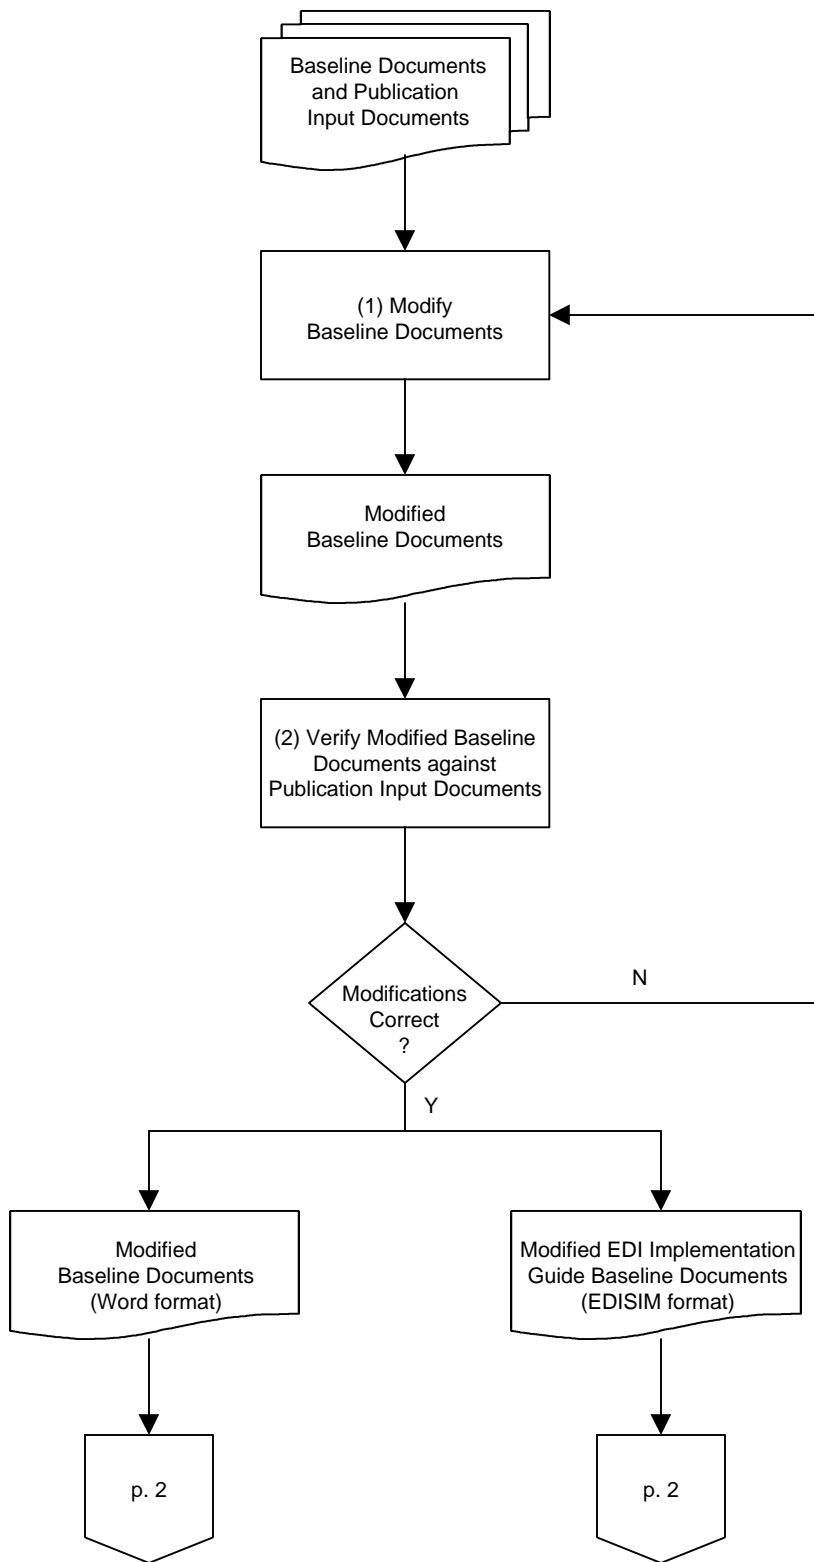 Baseline Documents
and Publication
Input Documents
(1) Modify
Baseline Documents
Modified
Baseline Documents
(2) Verify Modified Baseline
Documents against
Publication Input Documents
Modifications
Correct
?
N
Y
Modified
Baseline Documents
(Word format)
Modified EDI Implementation
Guide Baseline Documents
(EDISIM format)
p. 2
p. 2